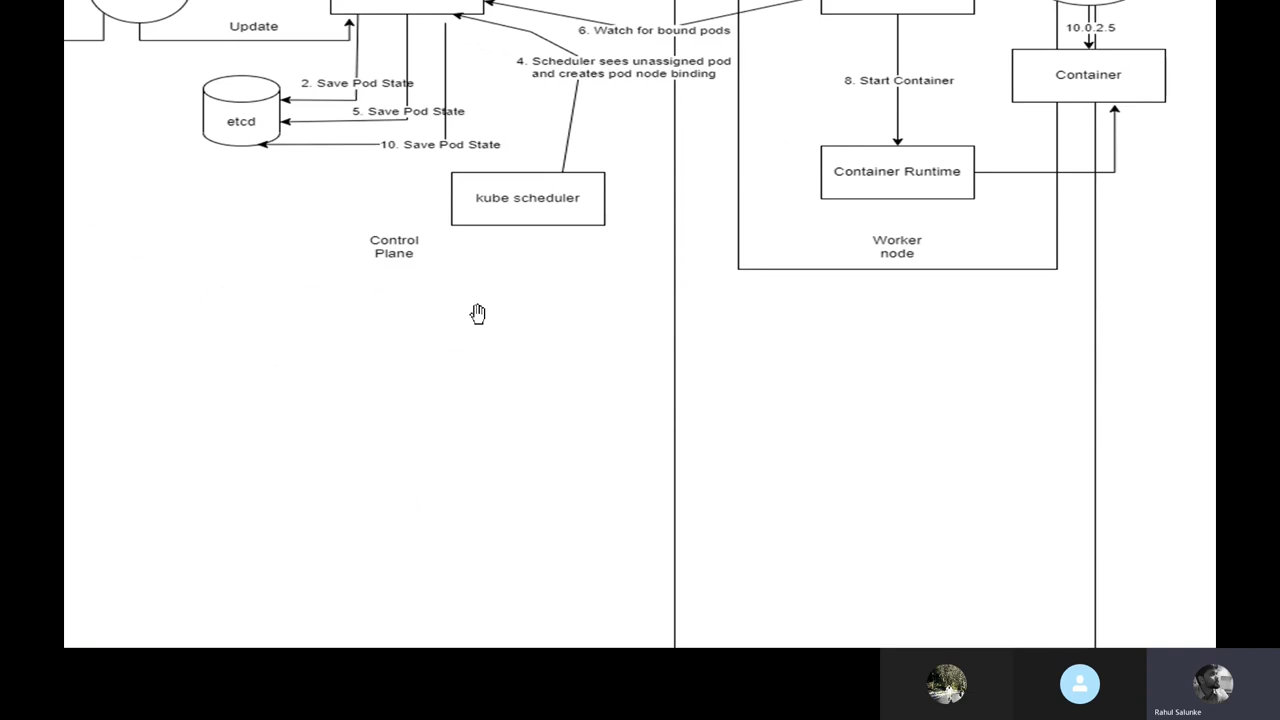 Update
10.0.2.5
6. Watch for bound pods
4. Scheduler sees unassigned pod
and creates pod node binding
2. Save Pod State
8. Start Container
Container
5. Save Pod State
etcd
10. Save Pod State
Container Runtime
kube scheduler
Control
Plane
Worker
node
Rahul Salunke